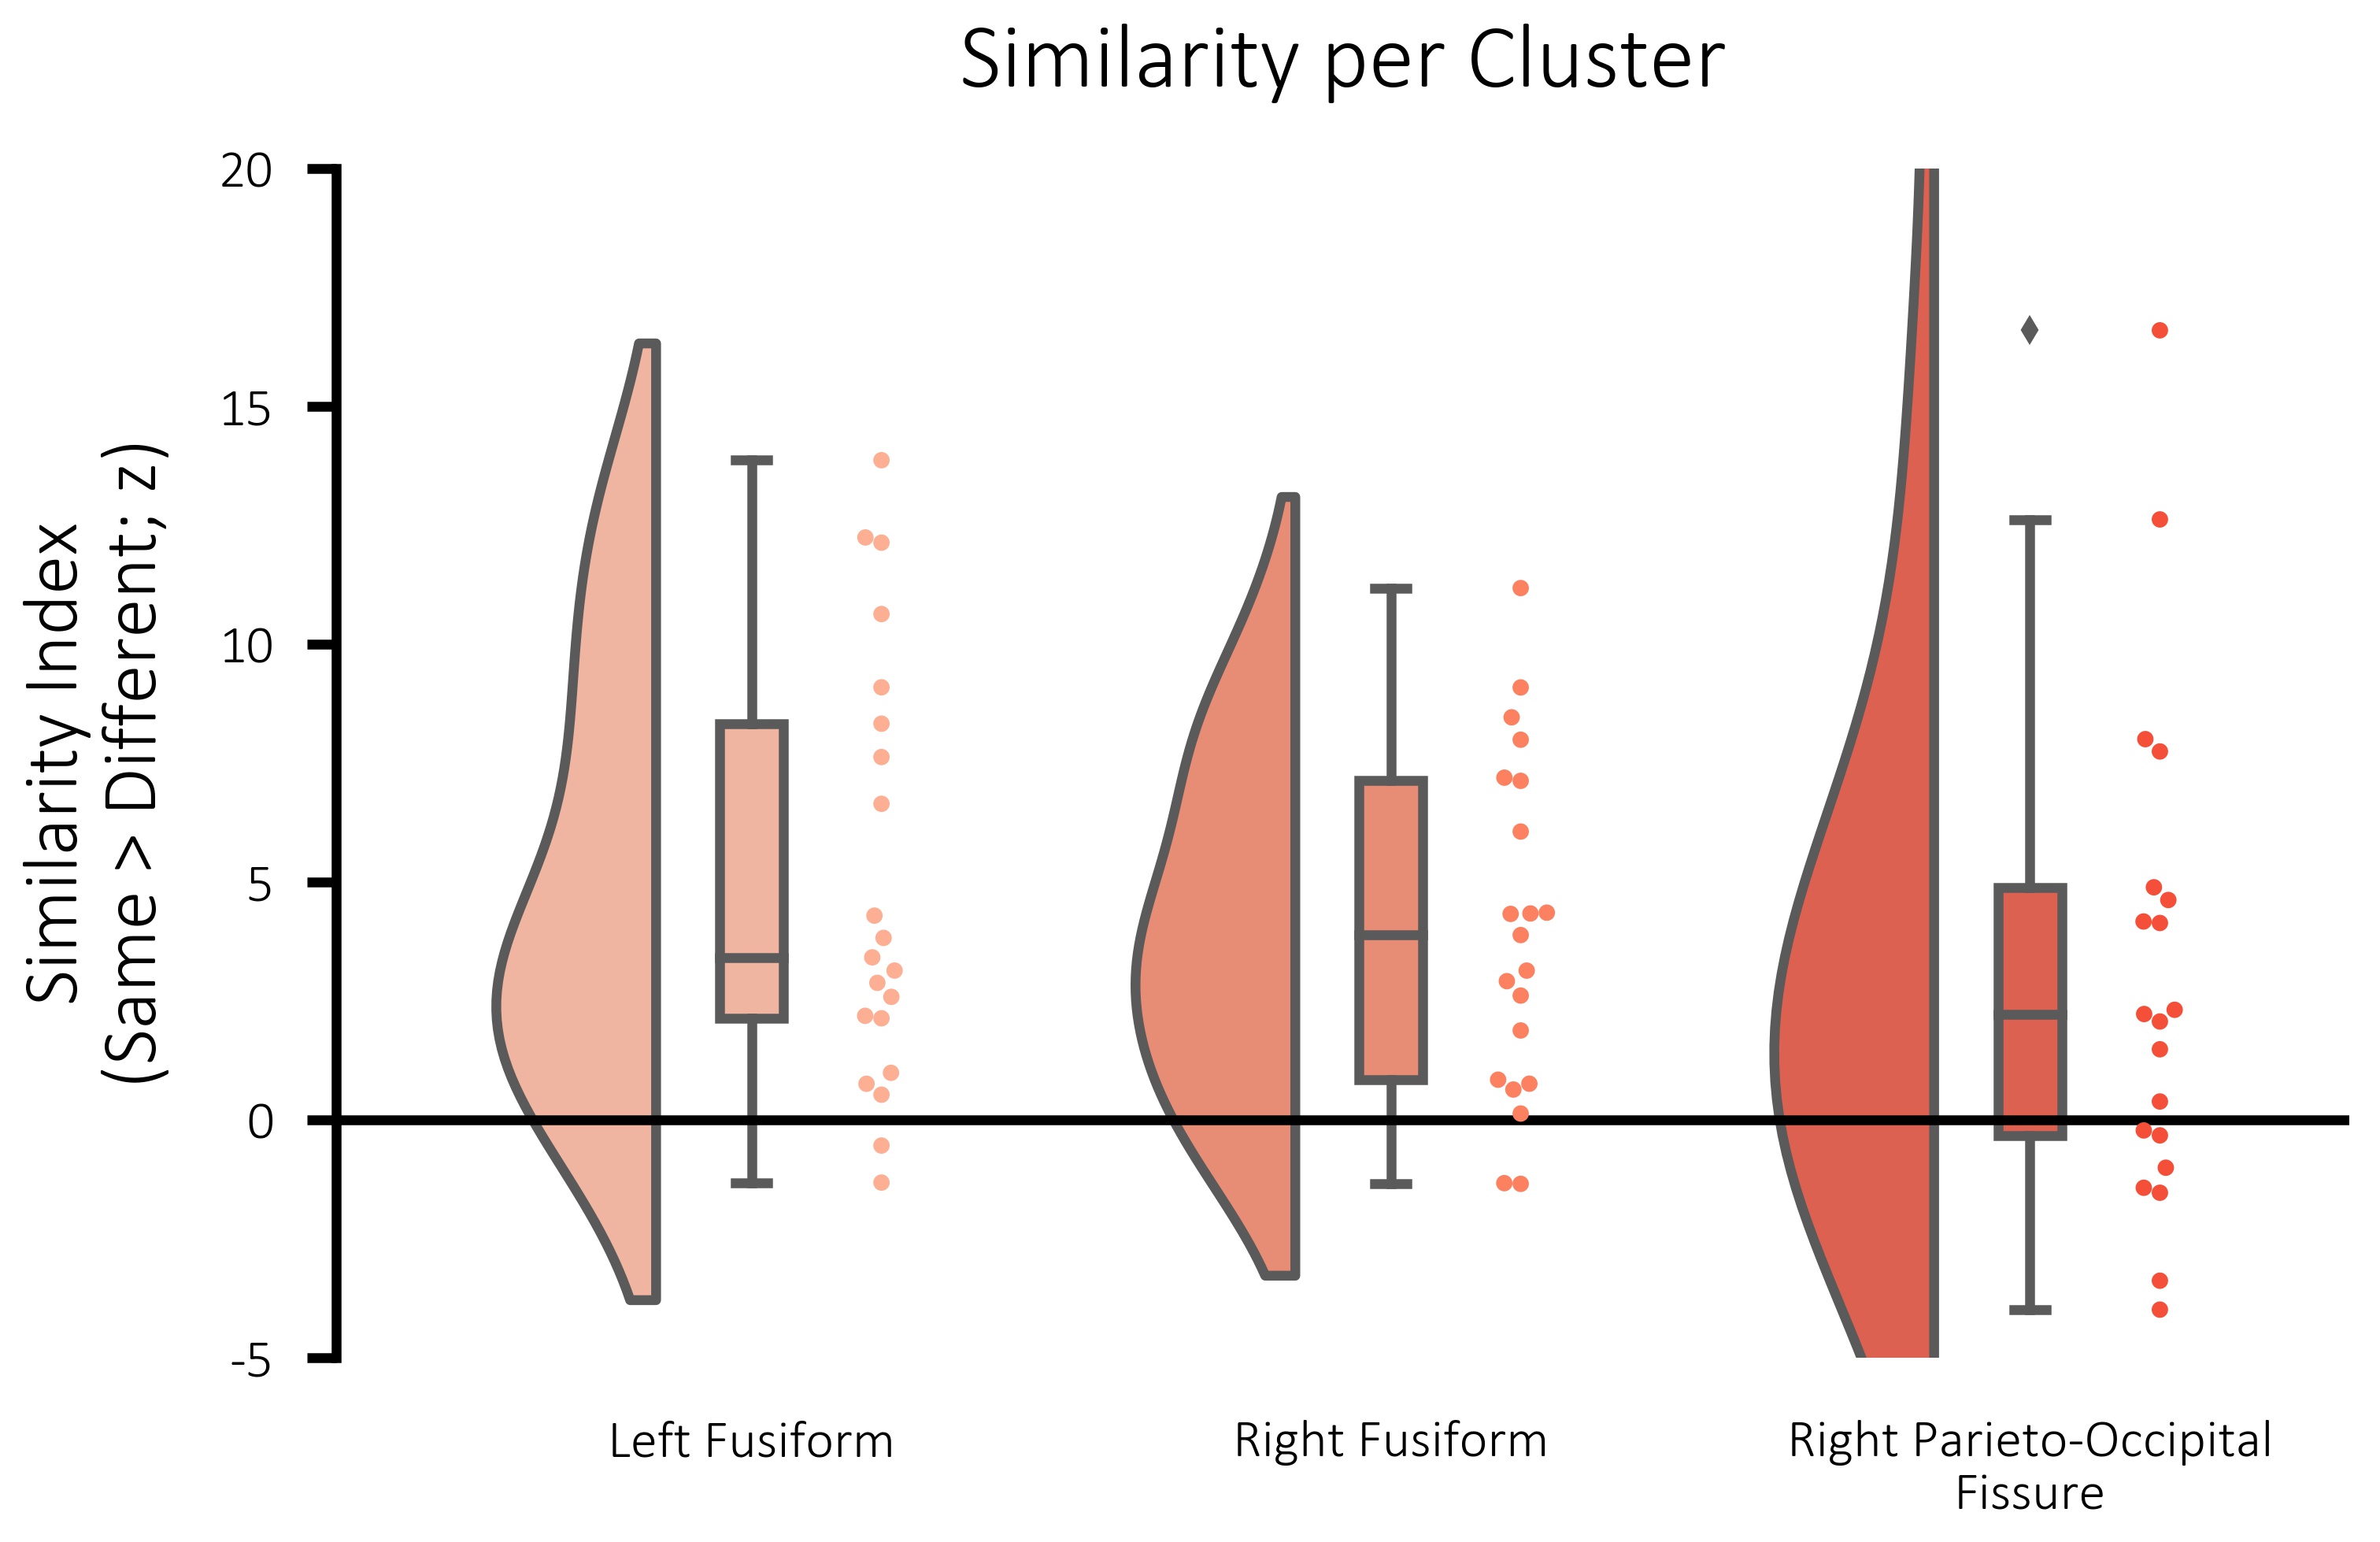 Similarity per Cluster
Similarity Index
(Same > Different; z)
20
15
10
5
0
-5
Left Fusiform
Right Fusiform
Right Parieto-Occipital
Fissure